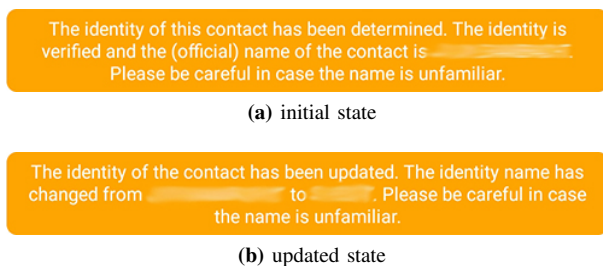 The identity of this contact has been determined. The identity is
verified and the (official) name of the contact is
Please be careful in case the name is unfamiliar.
(a) initial state
The identity of the contact has been updated. The identity name has
changed from to . Please be careful in case
the name is unfamiliar.
(b) updated state